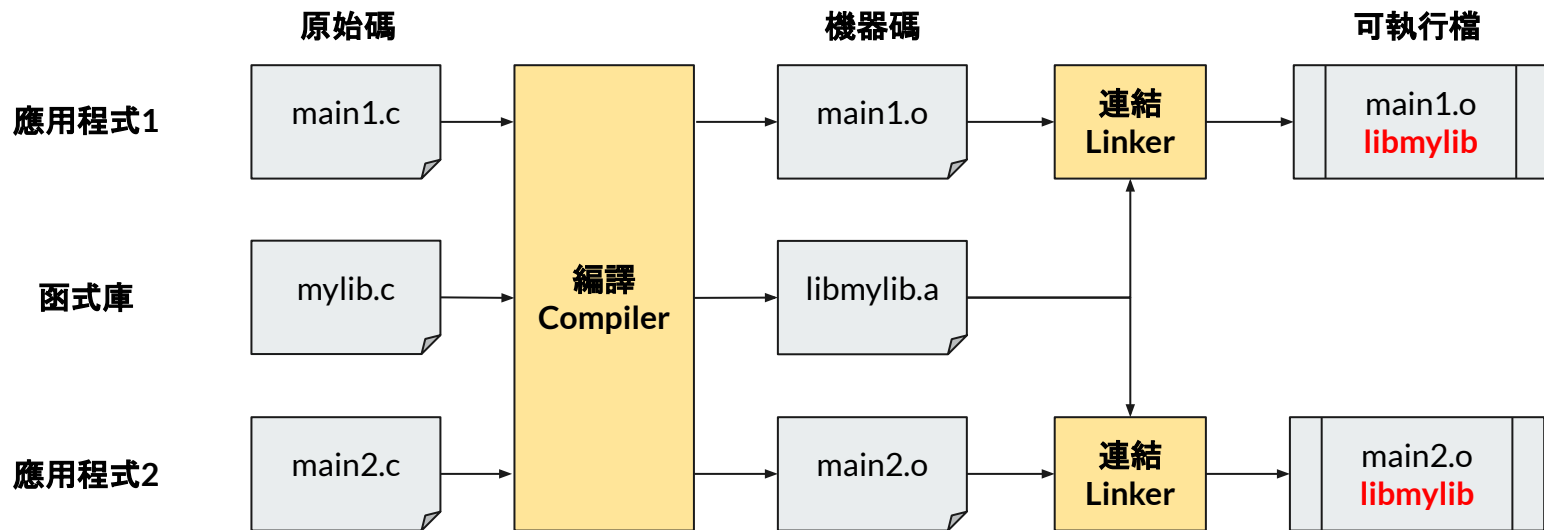 原始碼
機器碼
可執行檔
應用程式1
main1.c
main1.o
連結
Linker
main1.o
libmylib
函式庫
mylib.c
編譯
Compiler
libmylib.a
應用程式2
main2.c
main2.o
連結
Linker
main2.o
libmylib